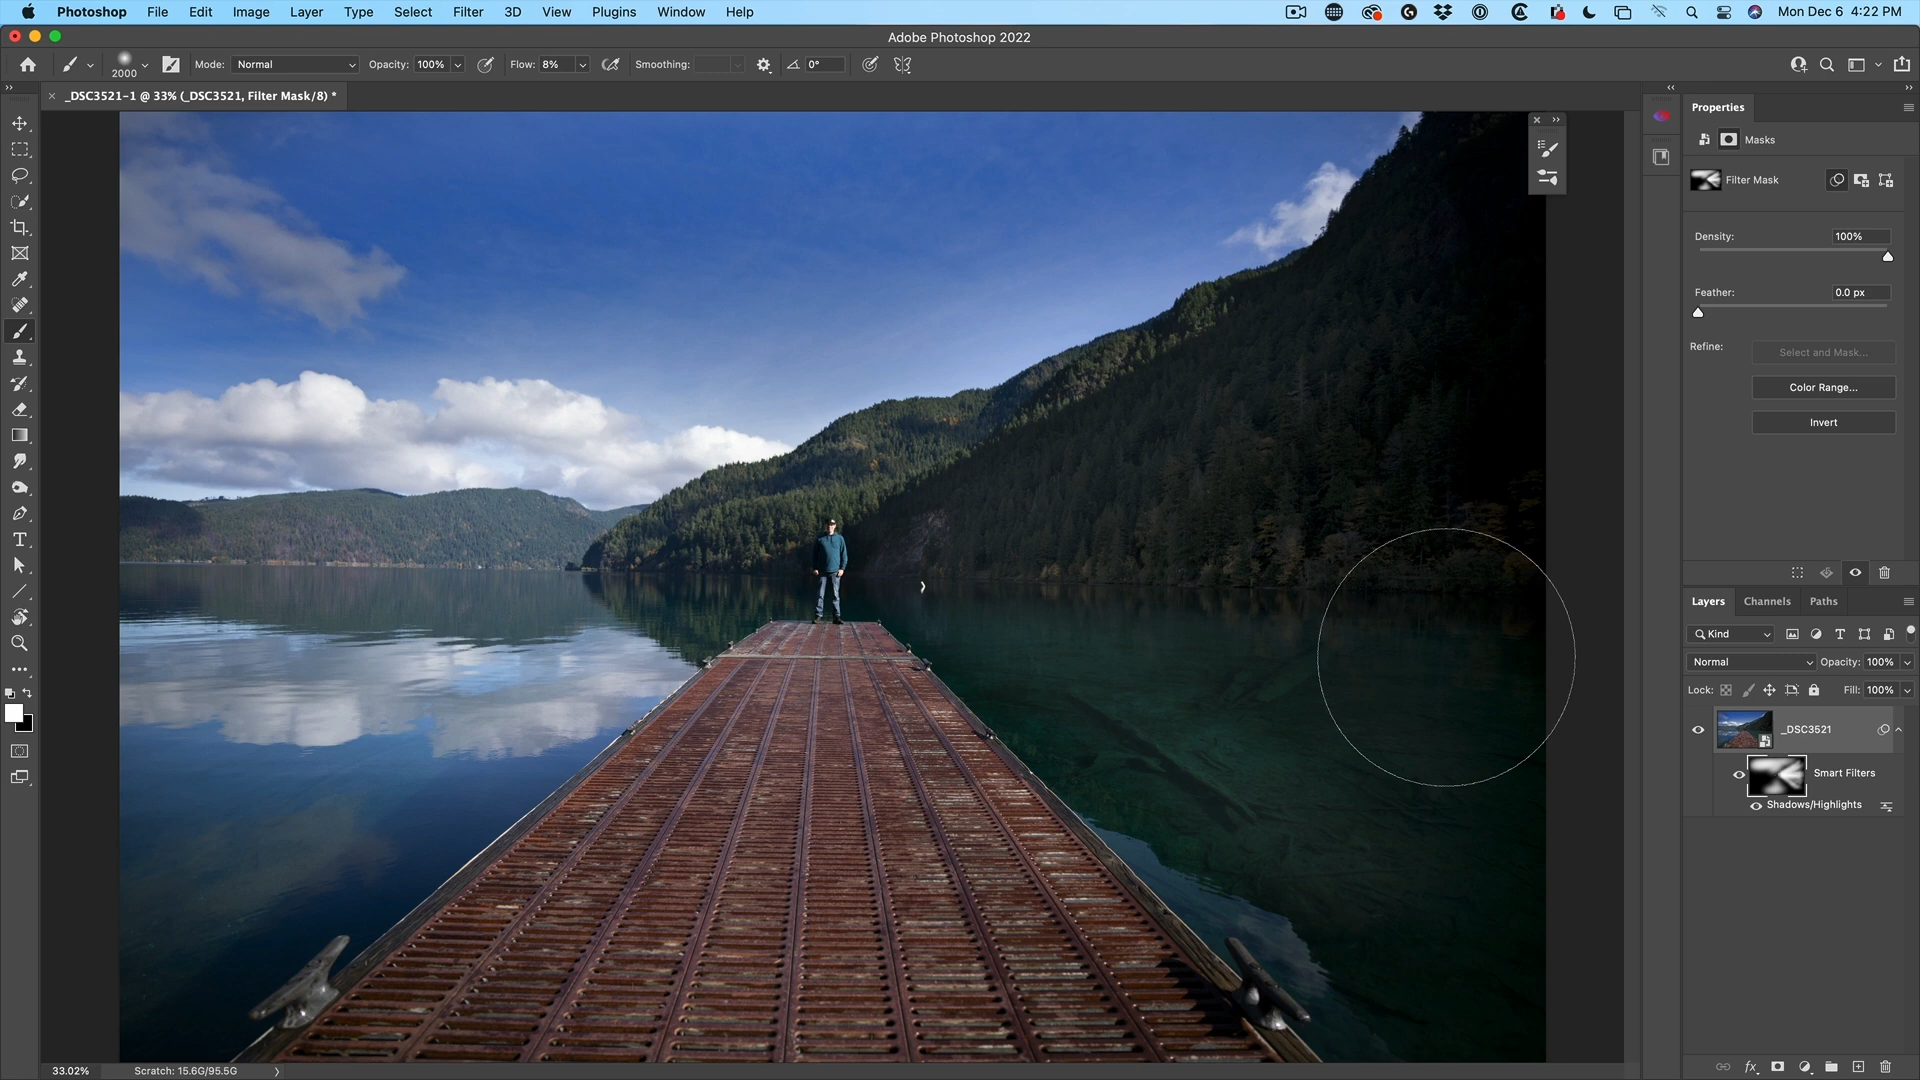 Photoshop File Edit Image Layer Type Select Filter 3D View Plugins Window Help Mon Dec 6 4:22 PM
Adobe Photoshop 2022
2000 Mode: Normal Opacity: 100% Flow: 8% Smoothing: 0°
_DSC3521-1 @ 33% (_DSC3521, Filter Mask/8) *
Properties
Masks
Filter Mask
Density: 100%
Feather: 0.0 px
Refine: Select and Mask...
Color Range...
Invert
Layers Channels Paths
Kind
Normal Opacity: 100%
Lock: Fill: 100%
_DSC3521
Smart Filters
Shadows/Highlights
33.02% Scratch: 15.6G/95.5G